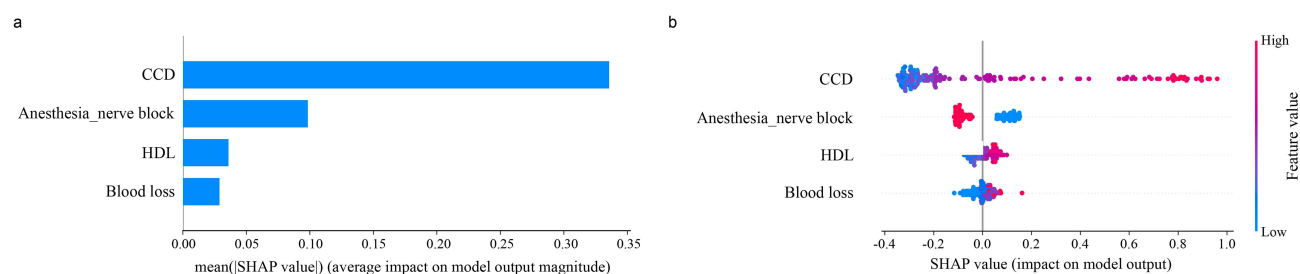 a
CCD
Anesthesia_nerve block
HDL
Blood loss
0.00 0.05 0.10 0.15 0.20 0.25 0.30 0.35
mean(|SHAP value|) (average impact on model output magnitude)
b
High
CCD
Anesthesia_nerve block
HDL
Blood loss
Feature value
Low
-0.4 -0.2 0.0 0.2 0.4 0.6 0.8 1.0
SHAP value (impact on model output)